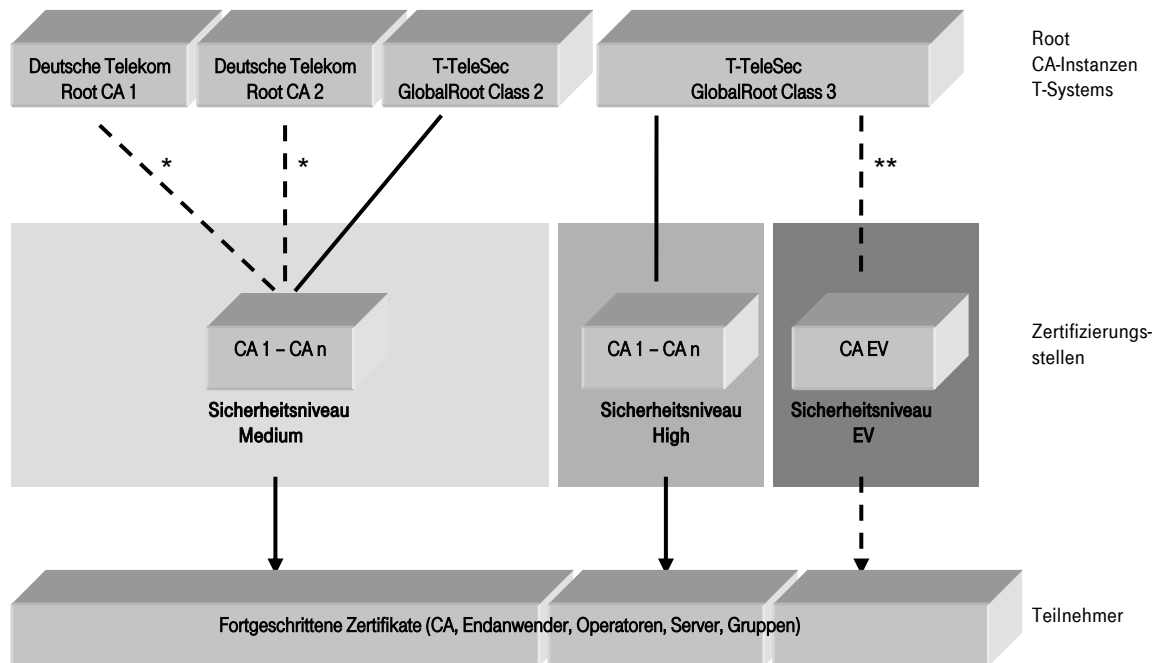 Deutsche Telekom
Root CA 1
Deutsche Telekom
Root CA 2
T-TeleSec
GlobalRoot Class 2
T-TeleSec
GlobalRoot Class 3
Root
CA-Instanzen
T-Systems
*
*
**
CA 1 – CA n
Sicherheitsniveau
Medium
CA 1 – CA n
Sicherheitsniveau
High
CA EV
Sicherheitsniveau
EV
Zertifizierungs-
stellen
Fortgeschrittene Zertifikate (CA, Endanwender, Operatoren, Server, Gruppen)
Teilnehmer